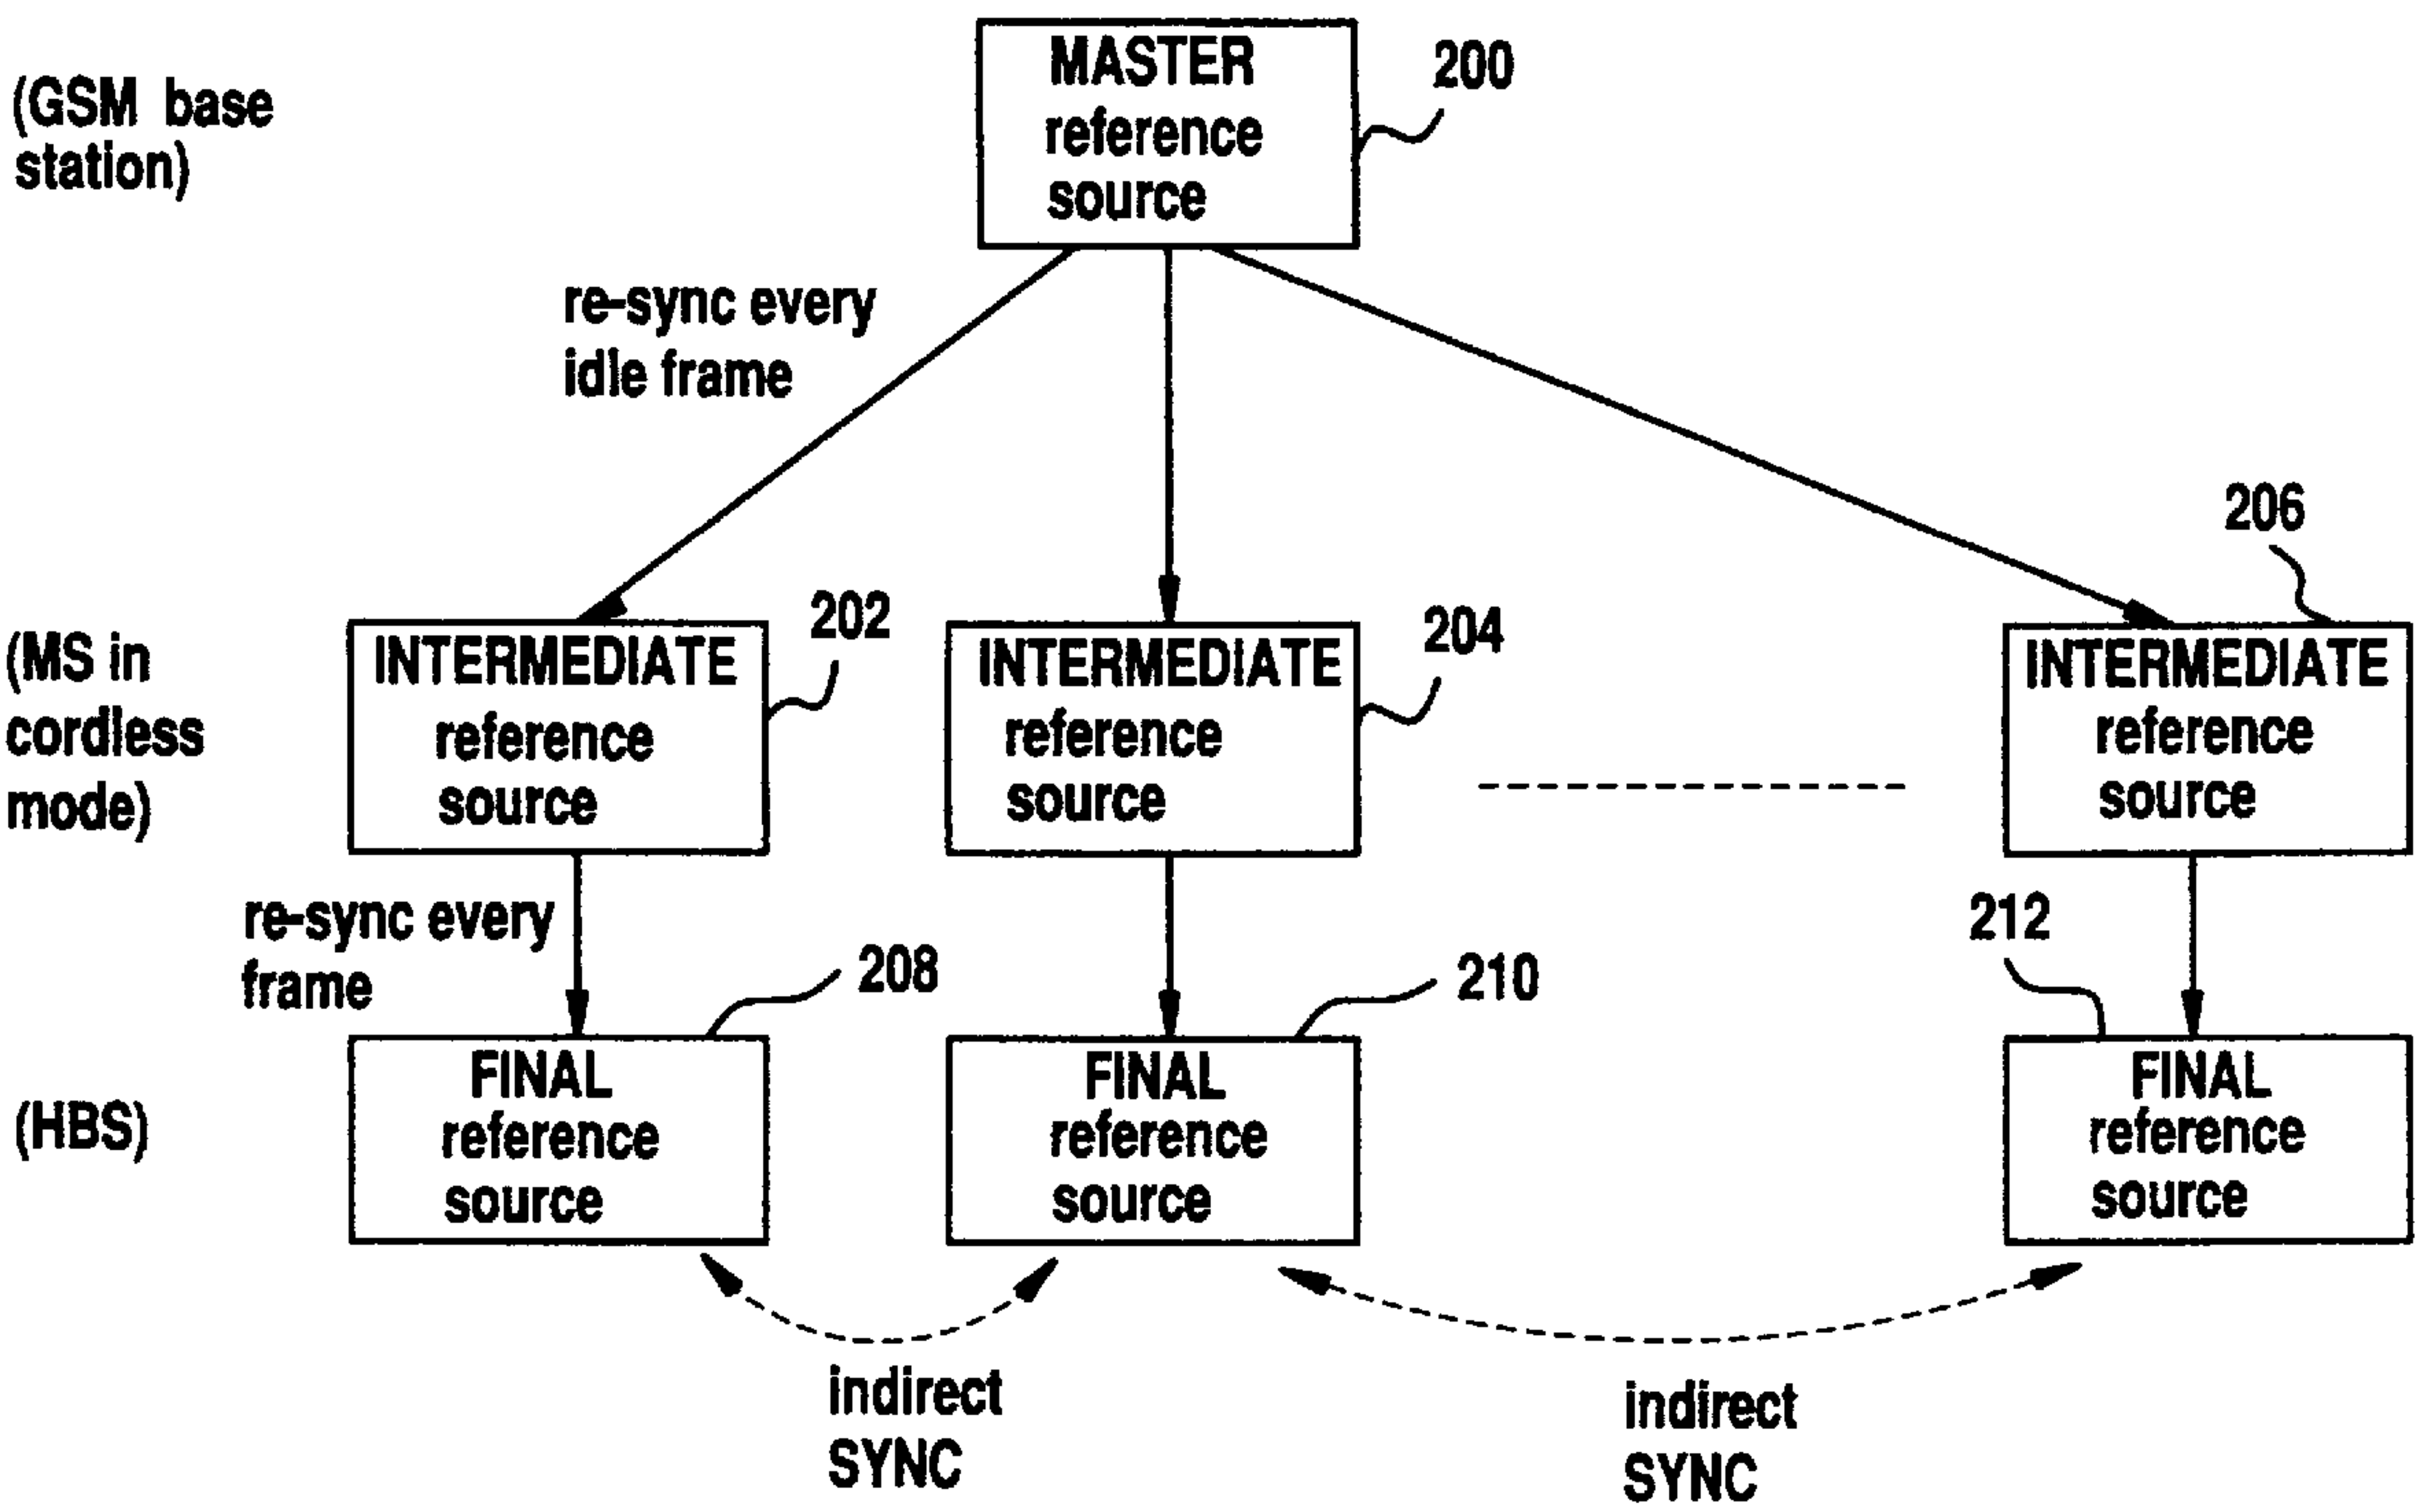 (GSM base
station)
MASTER
reference
source
200
re-sync every
idle frame
(MS in
cordless
mode)
INTERMEDIATE
reference
source
202
INTERMEDIATE
reference
source
204
INTERMEDIATE
reference
source
206
re-sync every
frame
(HBS)
FINAL
reference
source
208
FINAL
reference
source
210
FINAL
reference
source
212
indirect
SYNC
indirect
SYNC